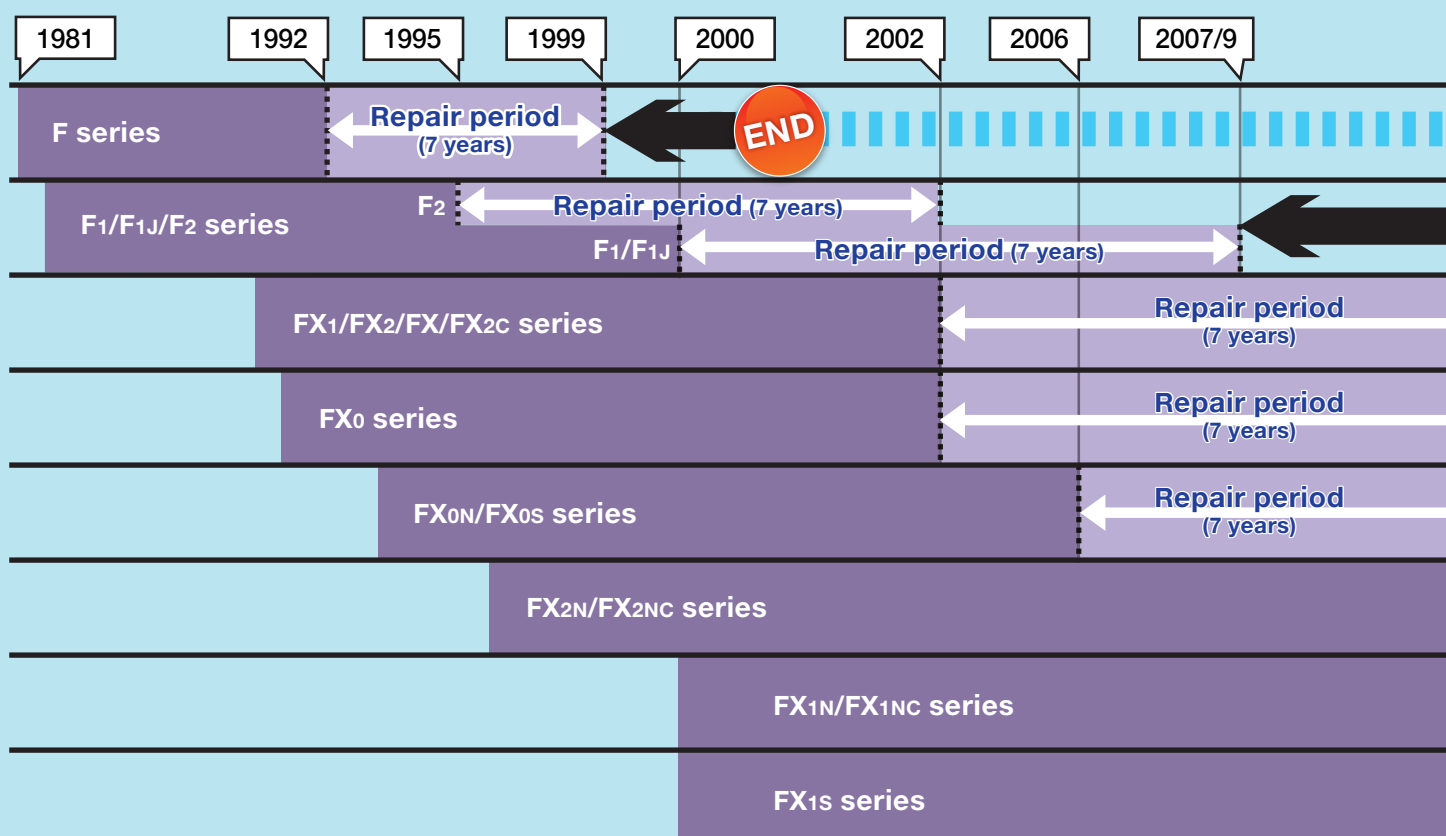 1981
1992
1995
1999
2000
2002
2006
2007/9
F series
Repair period
(7 years)
END
F1/F1J/F2 series
F2
Repair period (7 years)
F1/F1J
Repair period (7 years)
FX1/FX2/FX/FX2C series
Repair period
(7 years)
FX0 series
Repair period
(7 years)
FX0N/FX0S series
Repair period
(7 years)
FX2N/FX2NC series
FX1N/FX1NC series
FX1S series